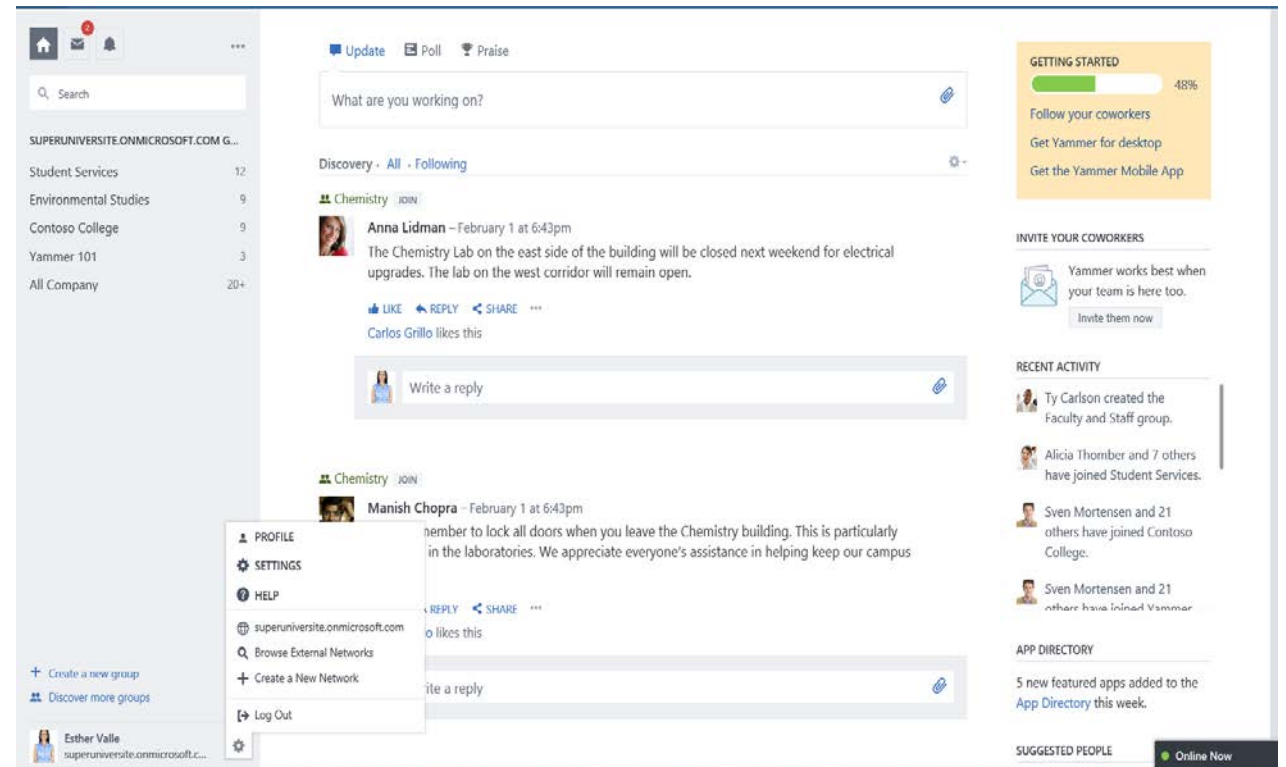 2
...
Search
SUPERUNIVERSITE.ONMICROSOFT.COM G...
Student Services 12
Environmental Studies 9
Contoso College 9
Yammer 101 3
All Company 20+
+ Create a new group
Discover more groups
Esther Valle
superuniversite.onmicrosoft.c...
PROFILE
SETTINGS
HELP
superuniversite.onmicrosoft.com
Browse External Networks
Create a New Network
Log Out
Update Poll Praise
What are you working on?
Discovery · All · Following
Chemistry JOIN
Anna Lidman – February 1 at 6:43pm
The Chemistry Lab on the east side of the building will be closed next weekend for electrical
upgrades. The lab on the west corridor will remain open.
LIKE REPLY SHARE ...
Carlos Grillo likes this
Write a reply
Chemistry JOIN
Manish Chopra – February 1 at 6:43pm
member to lock all doors when you leave the Chemistry building. This is particularly
in the laboratories. We appreciate everyone's assistance in helping keep our campus
REPLY SHARE ...
o likes this
ite a reply
GETTING STARTED
48%
Follow your coworkers
Get Yammer for desktop
Get the Yammer Mobile App
INVITE YOUR COWORKERS
Yammer works best when
your team is here too.
Invite them now
RECENT ACTIVITY
Ty Carlson created the
Faculty and Staff group.
Alicia Thomber and 7 others
have joined Student Services.
Sven Mortensen and 21
others have joined Contoso
College.
Sven Mortensen and 21
others have joined Yammer
APP DIRECTORY
5 new featured apps added to the
App Directory this week.
SUGGESTED PEOPLE
Online Now